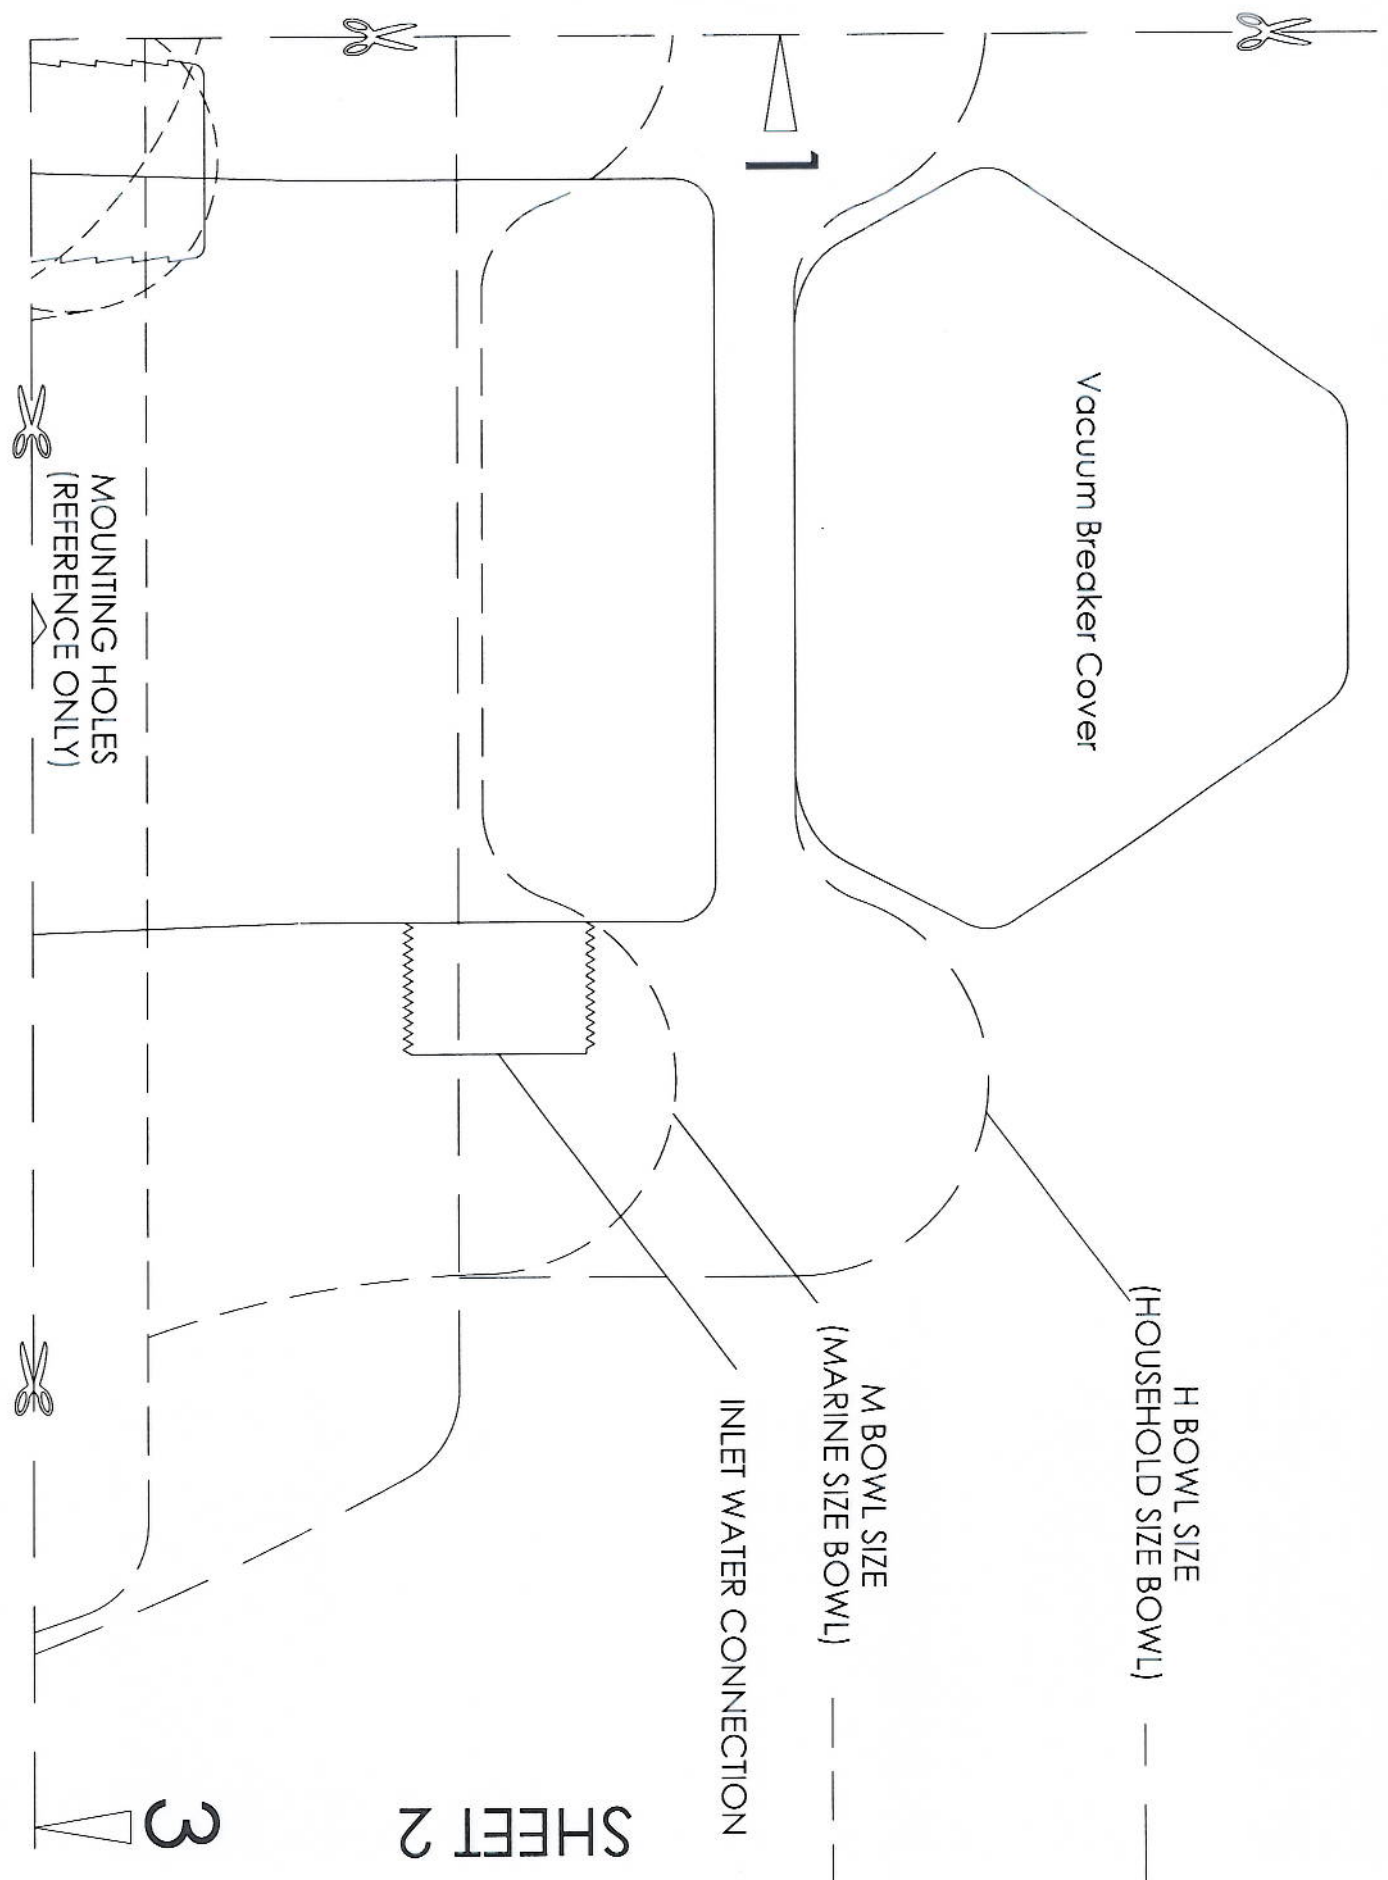 1
Vacuum Breaker Cover
MOUNTING HOLES
(REFERENCE ONLY)
H BOWL SIZE
(HOUSEHOLD SIZE BOWL)
M BOWL SIZE
(MARINE SIZE BOWL)
INLET WATER CONNECTION
SHEET 2
3